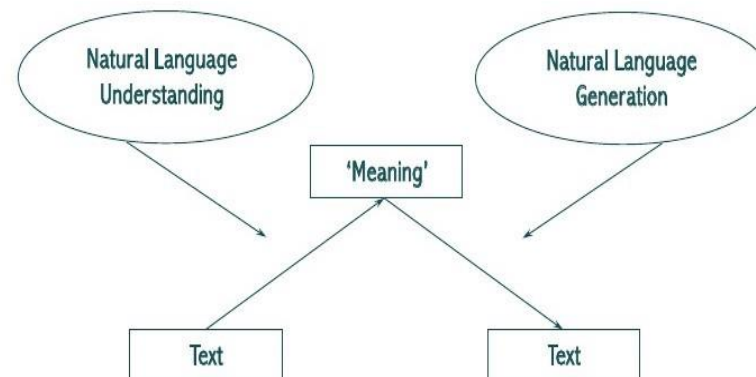 Natural Language
Understanding
Natural Language
Generation
‘Meaning’
Text
Text